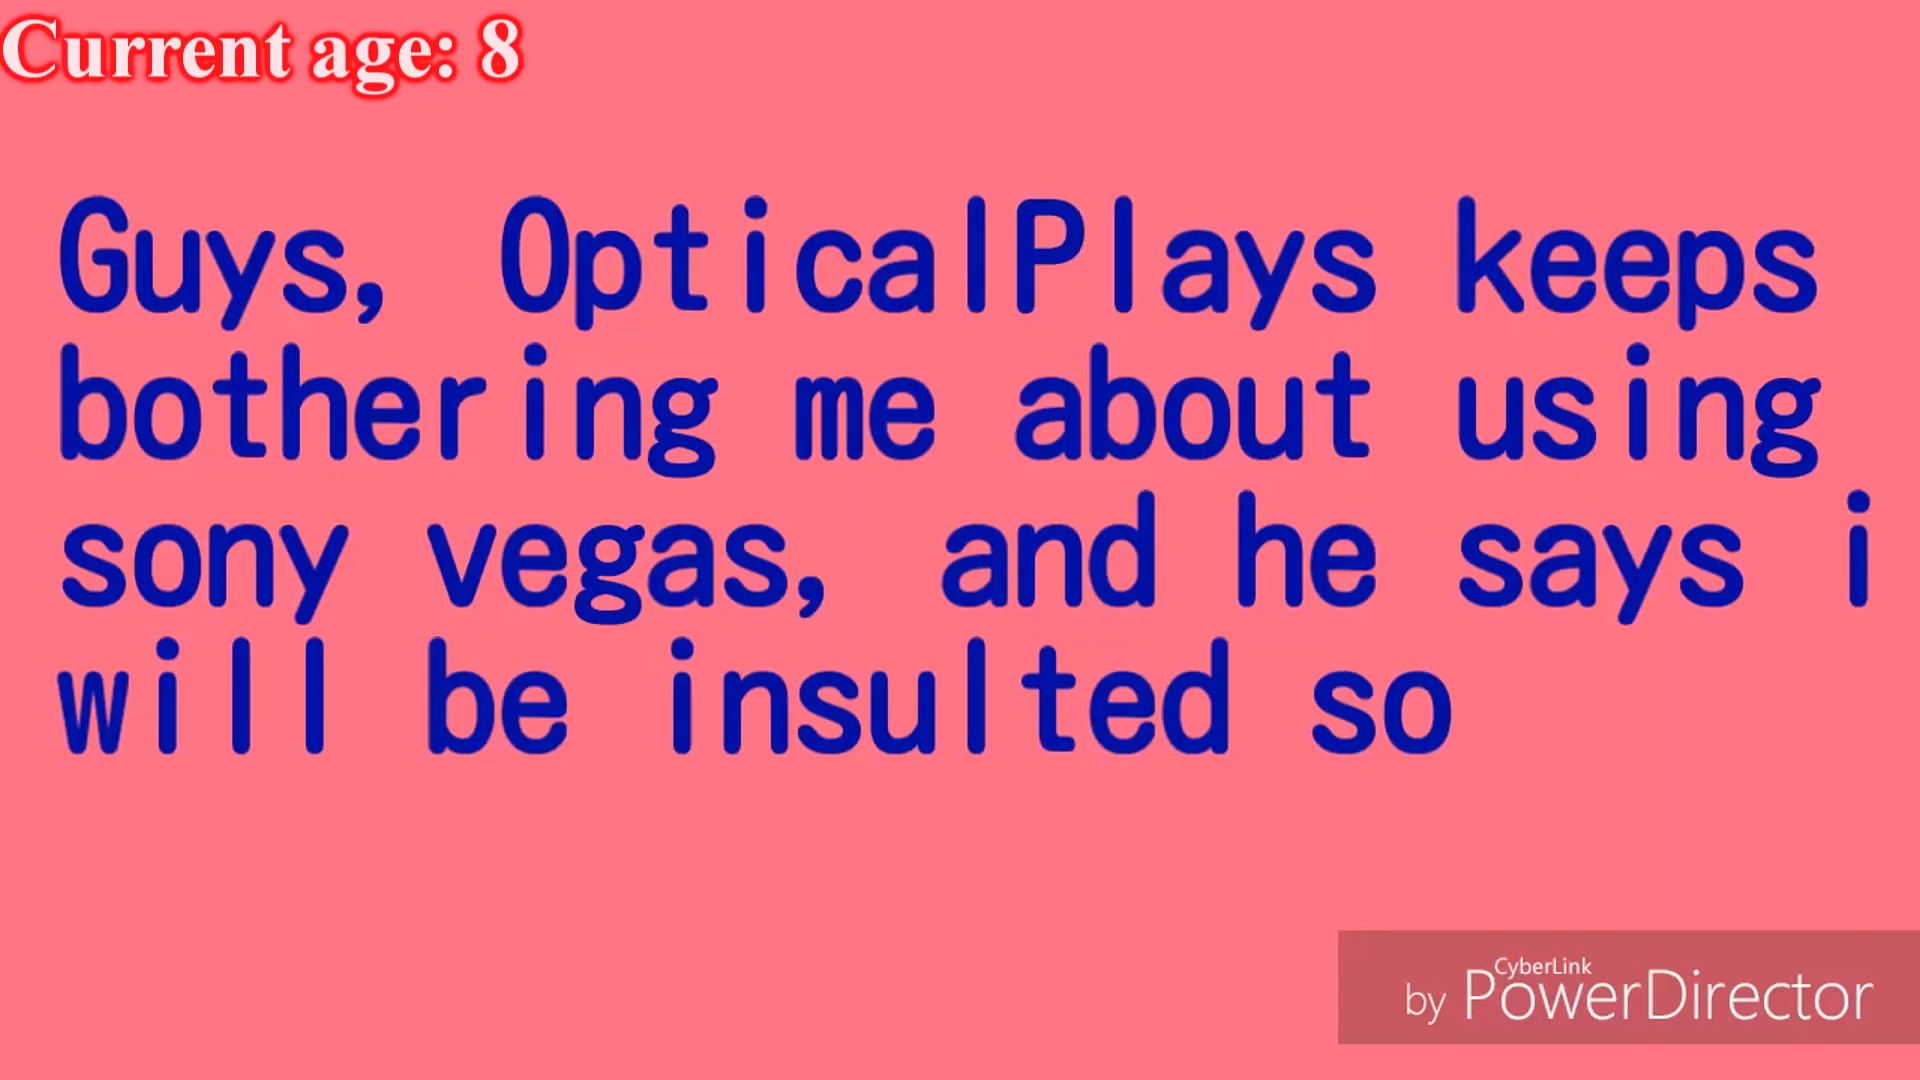 Current age: 8
Guys, OpticalPlays keeps
bothering me about using
sony vegas, and he says i
will be insulted so
CyberLink
by PowerDirector